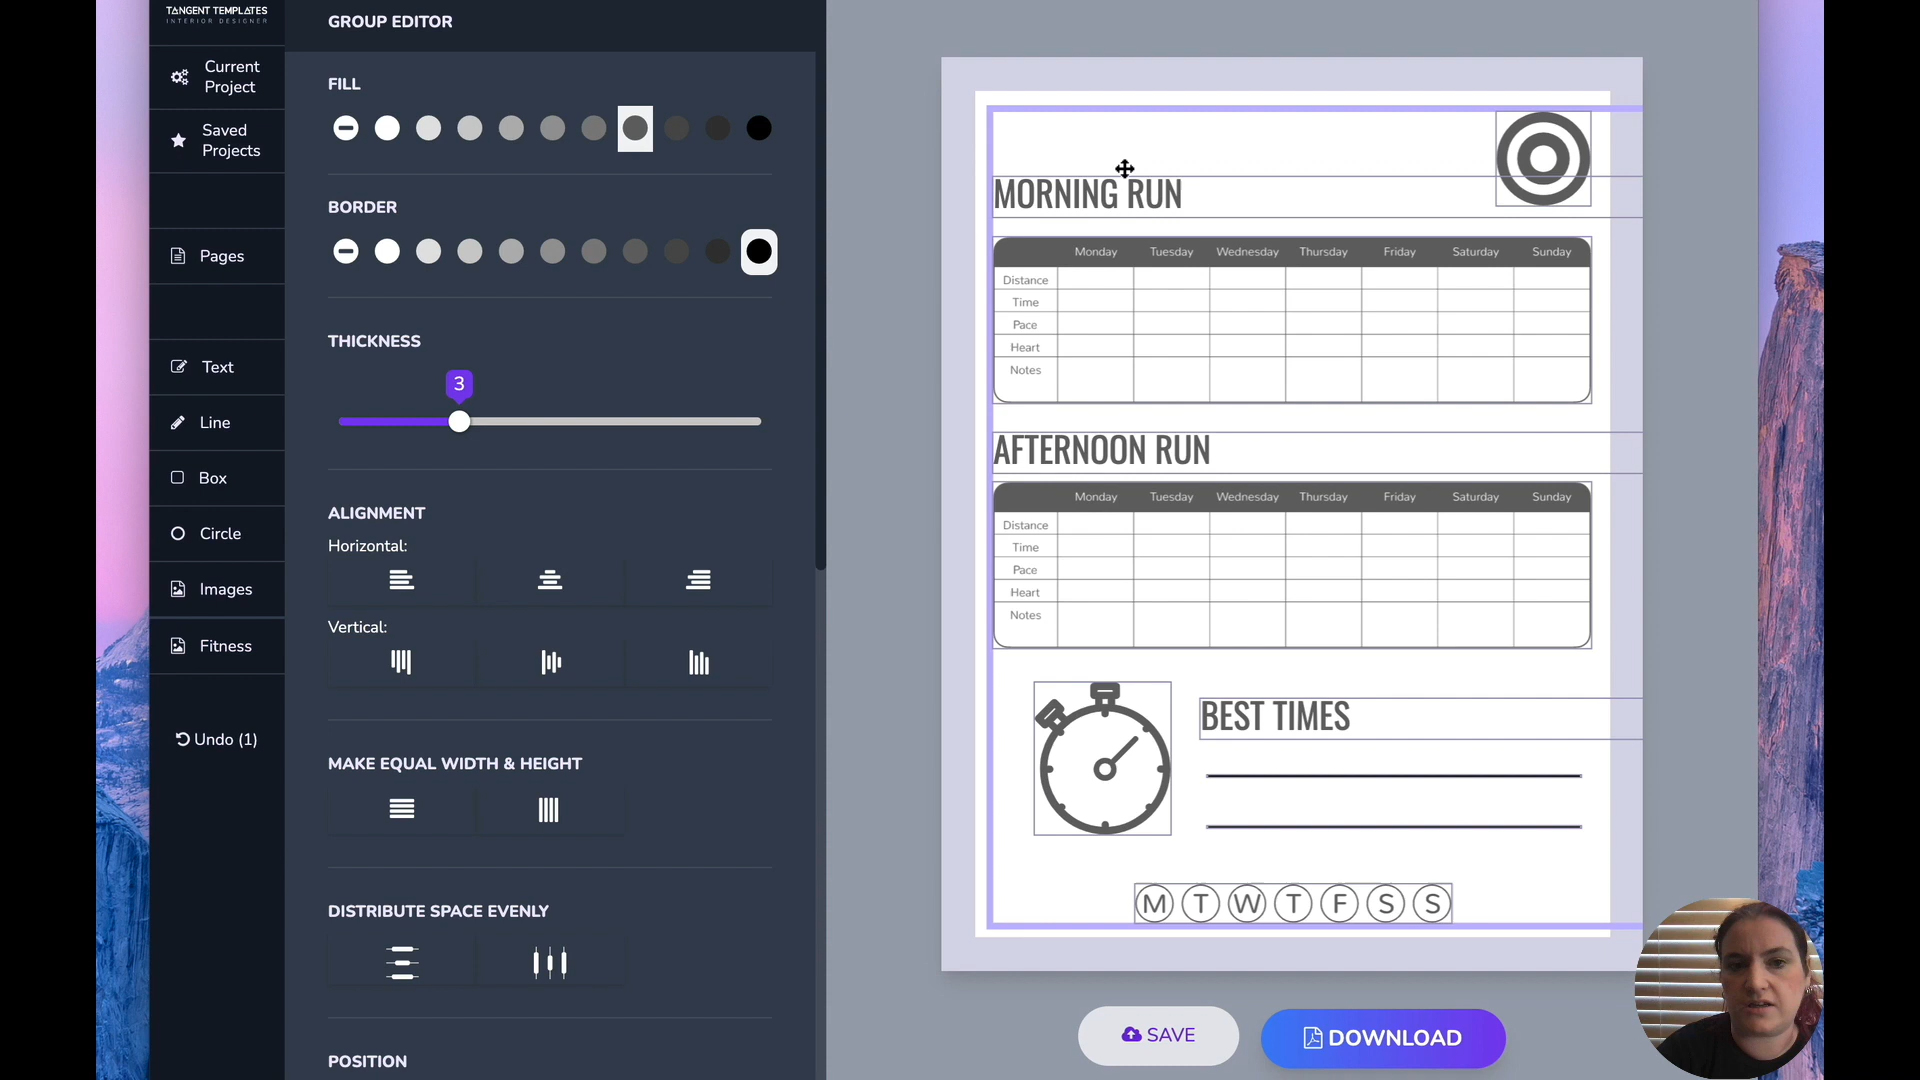 TANGENT TEMPLATES
INTERIOR DESIGNER
Current
Project
Saved
Projects
Pages
Text
Line
Box
Circle
Images
Fitness
Undo (1)
GROUP EDITOR
FILL
BORDER
THICKNESS
3
ALIGNMENT
Horizontal:
Vertical:
MAKE EQUAL WIDTH & HEIGHT
DISTRIBUTE SPACE EVENLY
POSITION
MORNING RUN
Monday Tuesday Wednesday Thursday Friday Saturday Sunday
Distance
Time
Pace
Heart
Notes
AFTERNOON RUN
Monday Tuesday Wednesday Thursday Friday Saturday Sunday
Distance
Time
Pace
Heart
Notes
BEST TIMES
M T W T F S S
SAVE
DOWNLOAD